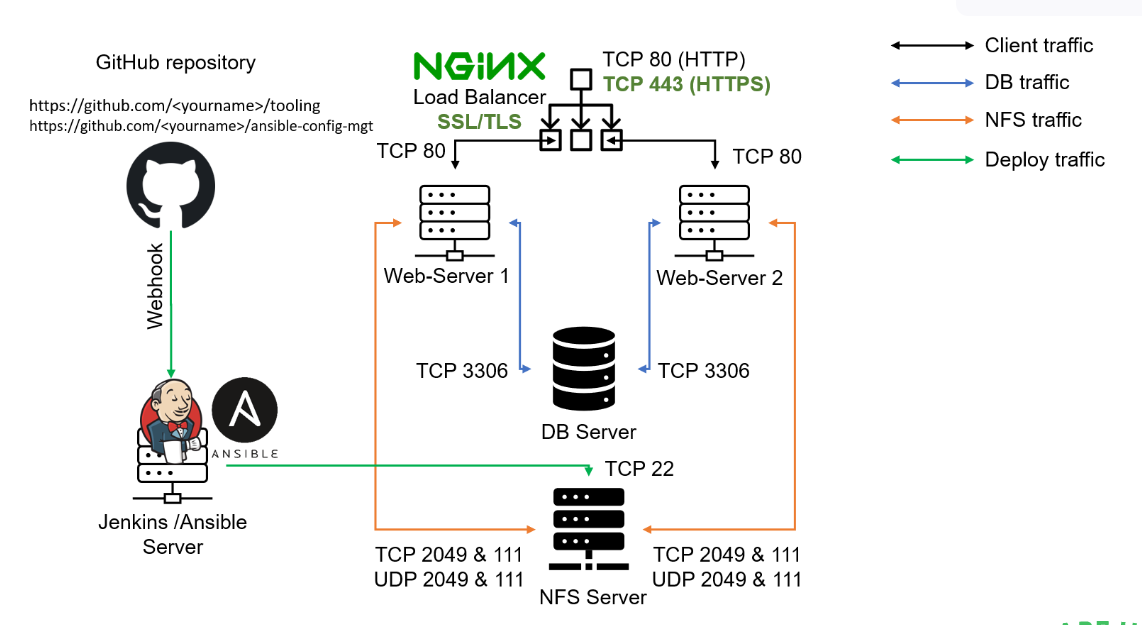 GitHub repository
https://github.com/<yourname>/tooling
https://github.com/<yourname>/ansible-config-mgt
Webhook
ANSIBLE
Jenkins /Ansible
Server
NGINX
Load Balancer
SSL/TLS
TCP 80 (HTTP)
TCP 443 (HTTPS)
TCP 80
TCP 80
Web-Server 1
Web-Server 2
TCP 3306
TCP 3306
DB Server
TCP 22
TCP 2049 & 111
UDP 2049 & 111
TCP 2049 & 111
UDP 2049 & 111
NFS Server
Client traffic
DB traffic
NFS traffic
Deploy traffic